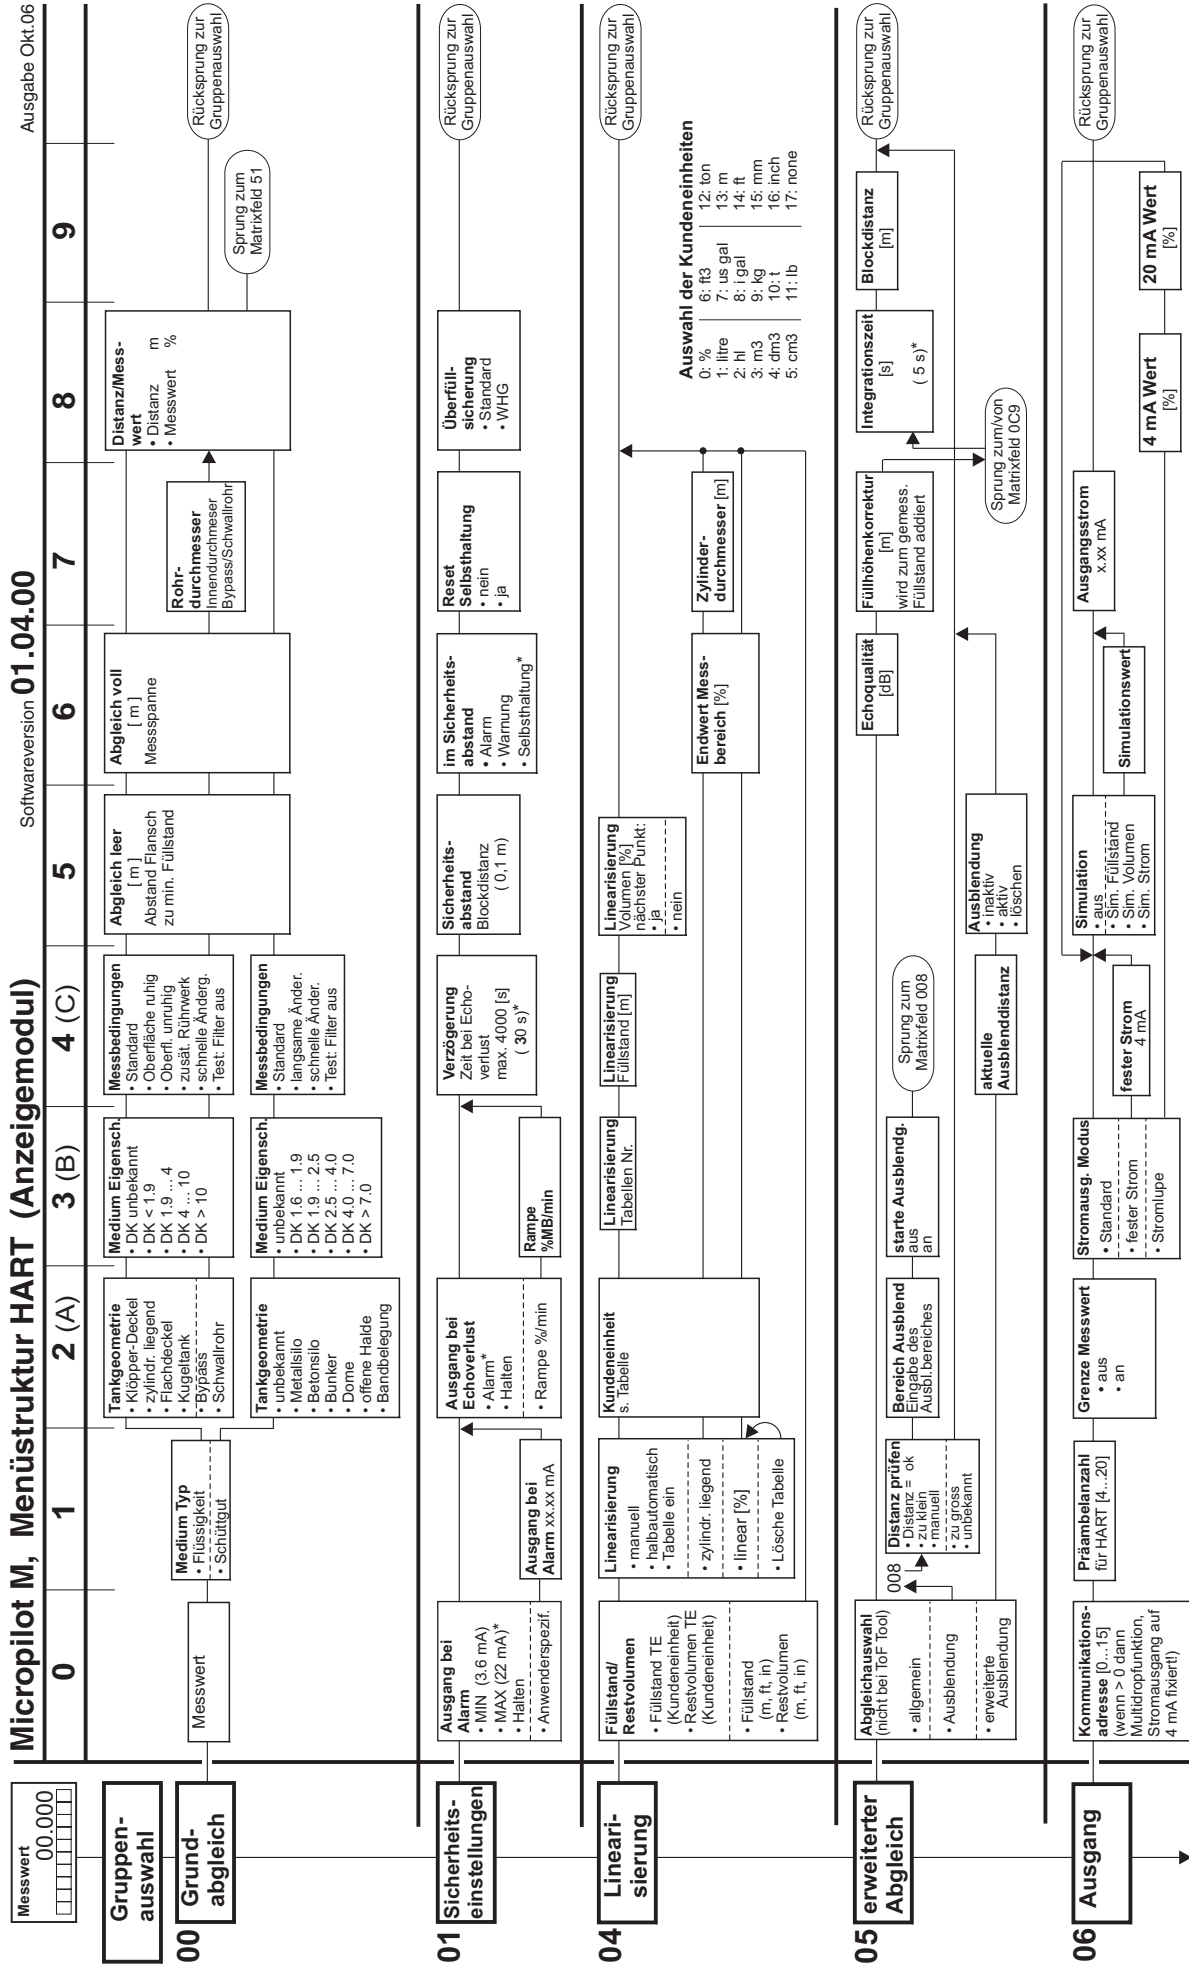 Micropilot M, Menüstruktur HART (Anzeigemodul)
Softwareversion 01.04.00
Ausgabe Okt.06
Messwert
00.000
0
1
2 (A)
3 (B)
4 (C)
5
6
7
8
9
Gruppen-
auswahl
00
Grund-
abgleich
Messwert
Medium Typ
• Flüssigkeit
• Schüttgut
Tankgeometrie
• Klöpper-Deckel
• zylindr. liegend
• Flachdeckel
• Kugeltank
• Bypass
• Schwallrohr
Tankgeometrie
• unbekannt
• Metallsilo
• Betonsilo
• Bunker
• Dome
• offene Halde
• Bandbelegung
Medium Eigensch.
• DK unbekannt
• DK < 1.9
• DK 1.9 ... 4
• DK 4 ... 10
• DK > 10
Medium Eigensch.
• unbekannt
• DK 1.6 ... 1.9
• DK 1.9 ... 2.5
• DK 2.5 ... 4.0
• DK 4.0 ... 7.0
• DK > 7.0
Messbedingungen
• Standard
• Oberfläche ruhig
• Oberfl. unruhig
• zusät. Rührwerk
• schnelle Änderg.
• Test: Filter aus
Messbedingungen
• Standard
• langsame Änder.
• schnelle Änder.
• Test: Filter aus
Abgleich leer
[ m ]
Abstand Flansch
zu min. Füllstand
Abgleich voll
[ m ]
Messspanne
Rohr-
durchmesser
Innendurchmeser
Bypass/Schwallrohr
Distanz/Mess-
wert
• Distanz m
• Messwert %
Rücksprung zur
Gruppenauswahl
Sprung zum
Matrixfeld 51
01
Sicherheits-
einstellungen
Ausgang bei
Alarm
• MIN (3.6 mA)
• MAX (22 mA)*
• Halten
• Anwenderspezif.
Ausgang bei
Alarm xx.xx mA
Ausgang bei
Echoverlust
• Alarm*
• Halten
• Rampe %/min
Rampe
%MB/min
Verzögerung
Zeit bei Echo-
verlust
max. 4000 [s]
( 30 s)*
Sicherheits-
abstand
Blockdistanz
( 0,1 m)
im Sicherheits-
abstand
• Alarm
• Warnung
• Selbsthaltung*
Reset
Selbsthaltung
• nein
• ja
Überfüll-
sicherung
• Standard
• WHG
Rücksprung zur
Gruppenauswahl
04
Lineari-
sierung
Füllstand/
Restvolumen
• Füllstand TE
(Kundeneinheit)
• Restvolumen TE
(Kundeneinheit)
• Füllstand
(m, ft, in)
• Restvolumen
(m, ft, in)
Linearisierung
• manuell
• halbautomatisch
• Tabelle ein
• zylindr. liegend
• linear [%]
• Lösche Tabelle
Kundeneinheit
s. Tabelle
Linearisierung
Tabellen Nr.
Linearisierung
Füllstand [m]
Linearisierung
Volumen [%]
nächster Punkt:
• ja
• nein
Endwert Mess-
bereich [%]
Zylinder-
durchmesser [m]
Rücksprung zur
Gruppenauswahl
Auswahl der Kundeneinheiten
0: % 6: ft3 12: ton
1: litre 7: us gal 13: m
2: hl 8: i gal 14: ft
3: m3 9: kg 15: mm
4: dm3 10: t 16: inch
5: cm3 11: lb 17: none
05
erweiterter
Abgleich
Abgleichauswahl
(nicht bei ToF Tool)
• allgemein
• Ausblendung
• erweiterte
Ausblendung
008
Distanz prüfen
• Distanz = ok
• zu klein
• manuell
• zu gross
• unbekannt
Bereich Ausblend
Eingabe des
Ausbl.bereiches
starte Ausblendg.
aus
an
Sprung zum
Matrixfeld 008
aktuelle
Ausblenddistanz
Ausblendung
• inaktiv
• aktiv
• löschen
Echoqualität
[dB]
Füllhöhenkorrektur
[m]
wird zum gemess.
Füllstand addiert
Sprung zum/von
Matrixfeld 0C9
Integrationszeit
[s]
( 5 s)*
Blockdistanz
[m]
Rücksprung zur
Gruppenauswahl
06
Ausgang
Kommunikations-
adresse [0...15]
(wenn > 0 dann
Multidropfunktion,
Stromausgang auf
4 mA fixiert!)
Präambelanzahl
für HART [4...20]
Grenze Messwert
• aus
• an
Stromausg. Modus
• Standard
• fester Strom
• Stromlupe
fester Strom
4 mA
Simulation
• aus
• Sim. Füllstand
• Sim. Volumen
• Sim. Strom
Simulationswert
Ausgangsstrom
x.xx mA
4 mA Wert
[%]
20 mA Wert
[%]
Rücksprung zur
Gruppenauswahl